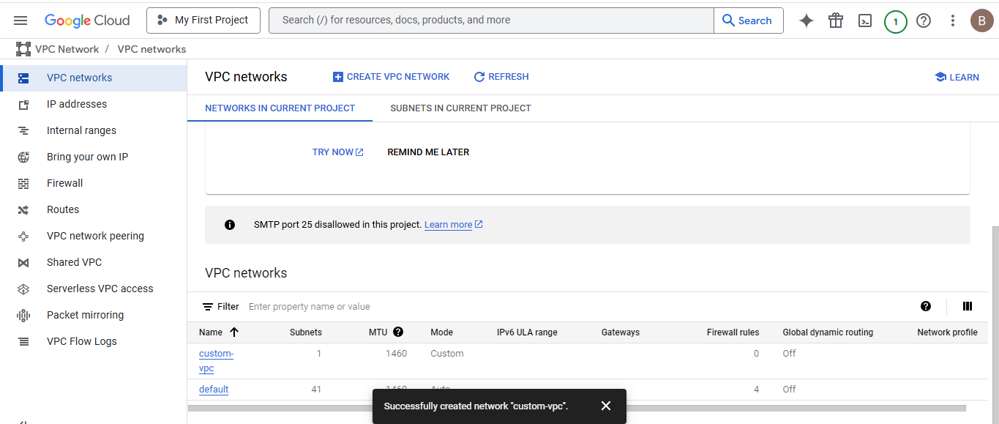 Google Cloud My First Project Search (/) for resources, docs, products, and more Search 1 B
VPC Network / VPC networks
VPC networks
IP addresses
Internal ranges
Bring your own IP
Firewall
Routes
VPC network peering
Shared VPC
Serverless VPC access
Packet mirroring
VPC Flow Logs
VPC networks CREATE VPC NETWORK REFRESH LEARN
NETWORKS IN CURRENT PROJECT SUBNETS IN CURRENT PROJECT
TRY NOW REMIND ME LATER
SMTP port 25 disallowed in this project. Learn more
VPC networks
Filter Enter property name or value
Name Subnets MTU Mode IPv6 ULA range Gateways Firewall rules Global dynamic routing Network profile
custom-
vpc 1 1460 Custom 0 Off
default 41 1460 Auto 4 Off
Successfully created network "custom-vpc".